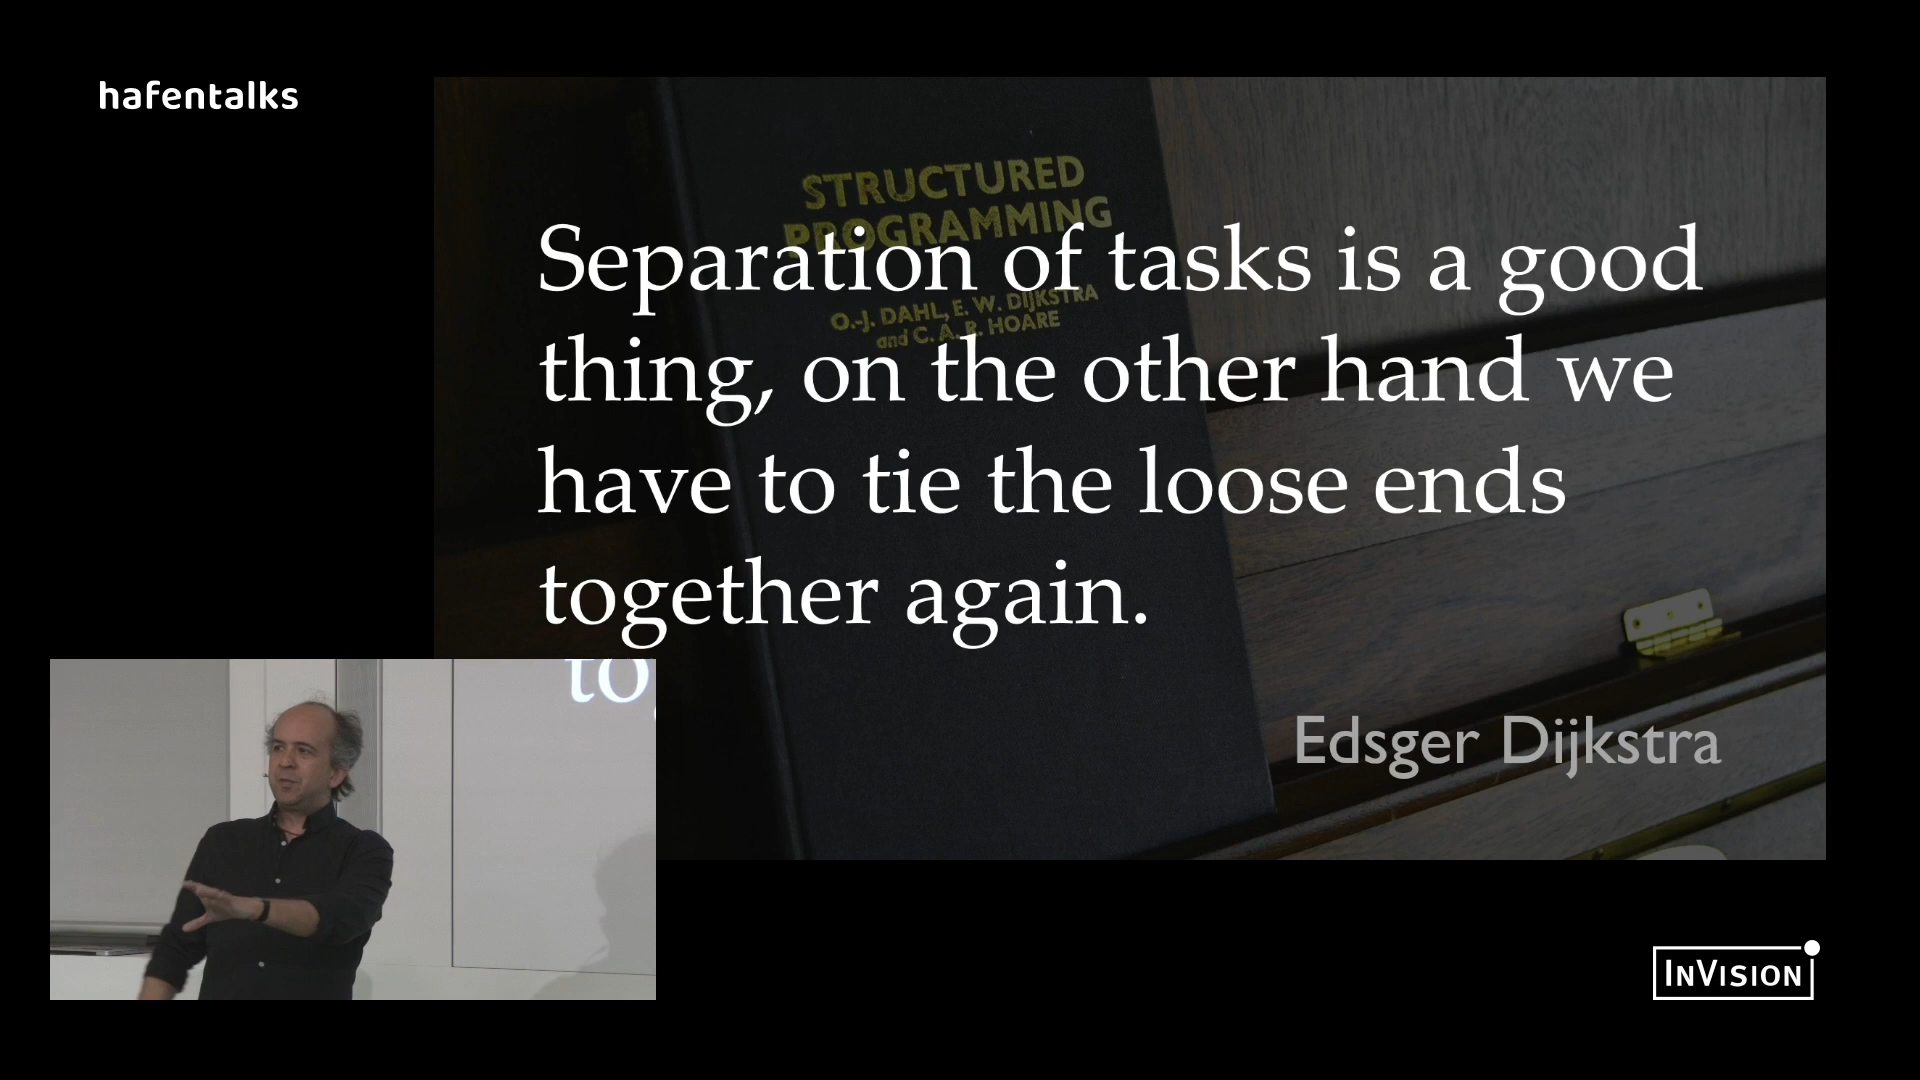 hafentalks
STRUCTURED
PROGRAMMING
O.-J. DAHL, E. W. DIJKSTRA
and C. A. R. HOARE
Separation of tasks is a good
thing, on the other hand we
have to tie the loose ends
together again.
Edsger Dijkstra
to
INVISION